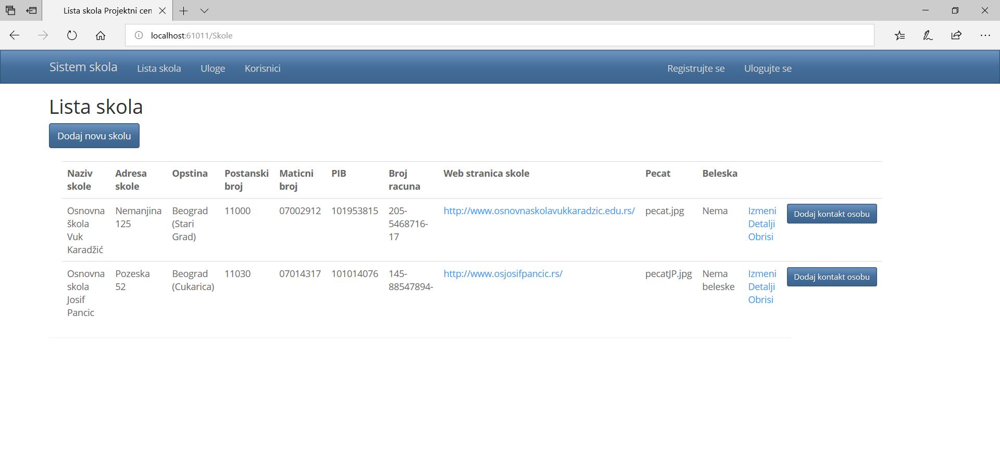 Lista skola Projektni cen
localhost:61011/Skole
Sistem skola Lista skola Uloge Korisnici Registrujte se Ulogujte se
Lista skola
Dodaj novu skolu
Naziv skole Adresa skole Opstina Postanski broj Maticni broj PIB Broj racuna Web stranica skole Pecat Beleska
Osnovna škola Vuk Karadžić Nemanjina 125 Beograd (Stari Grad) 11000 07002912 101953815 205-5468716-17 http://www.osnovnaskolavukkaradzic.edu.rs/ pecat.jpg Nema Izmeni Detalji Obrisi Dodaj kontakt osobu
Osnovna skola Josif Pancic Pozeska 52 Beograd (Cukarica) 11030 07014317 101014076 145-88547894- http://www.osjosifpancic.rs/ pecatJP.jpg Nema beleske Izmeni Detalji Obrisi Dodaj kontakt osobu